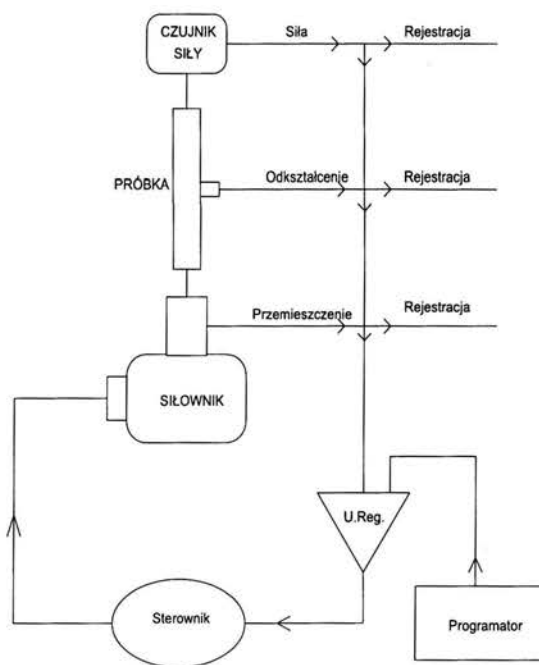 CZUJNIK
SIŁY
Siła
Rejestracja
PRÓBKA
Odkształcenie
Rejestracja
Przemieszczenie
Rejestracja
SIŁOWNIK
U.Reg.
Sterownik
Programator